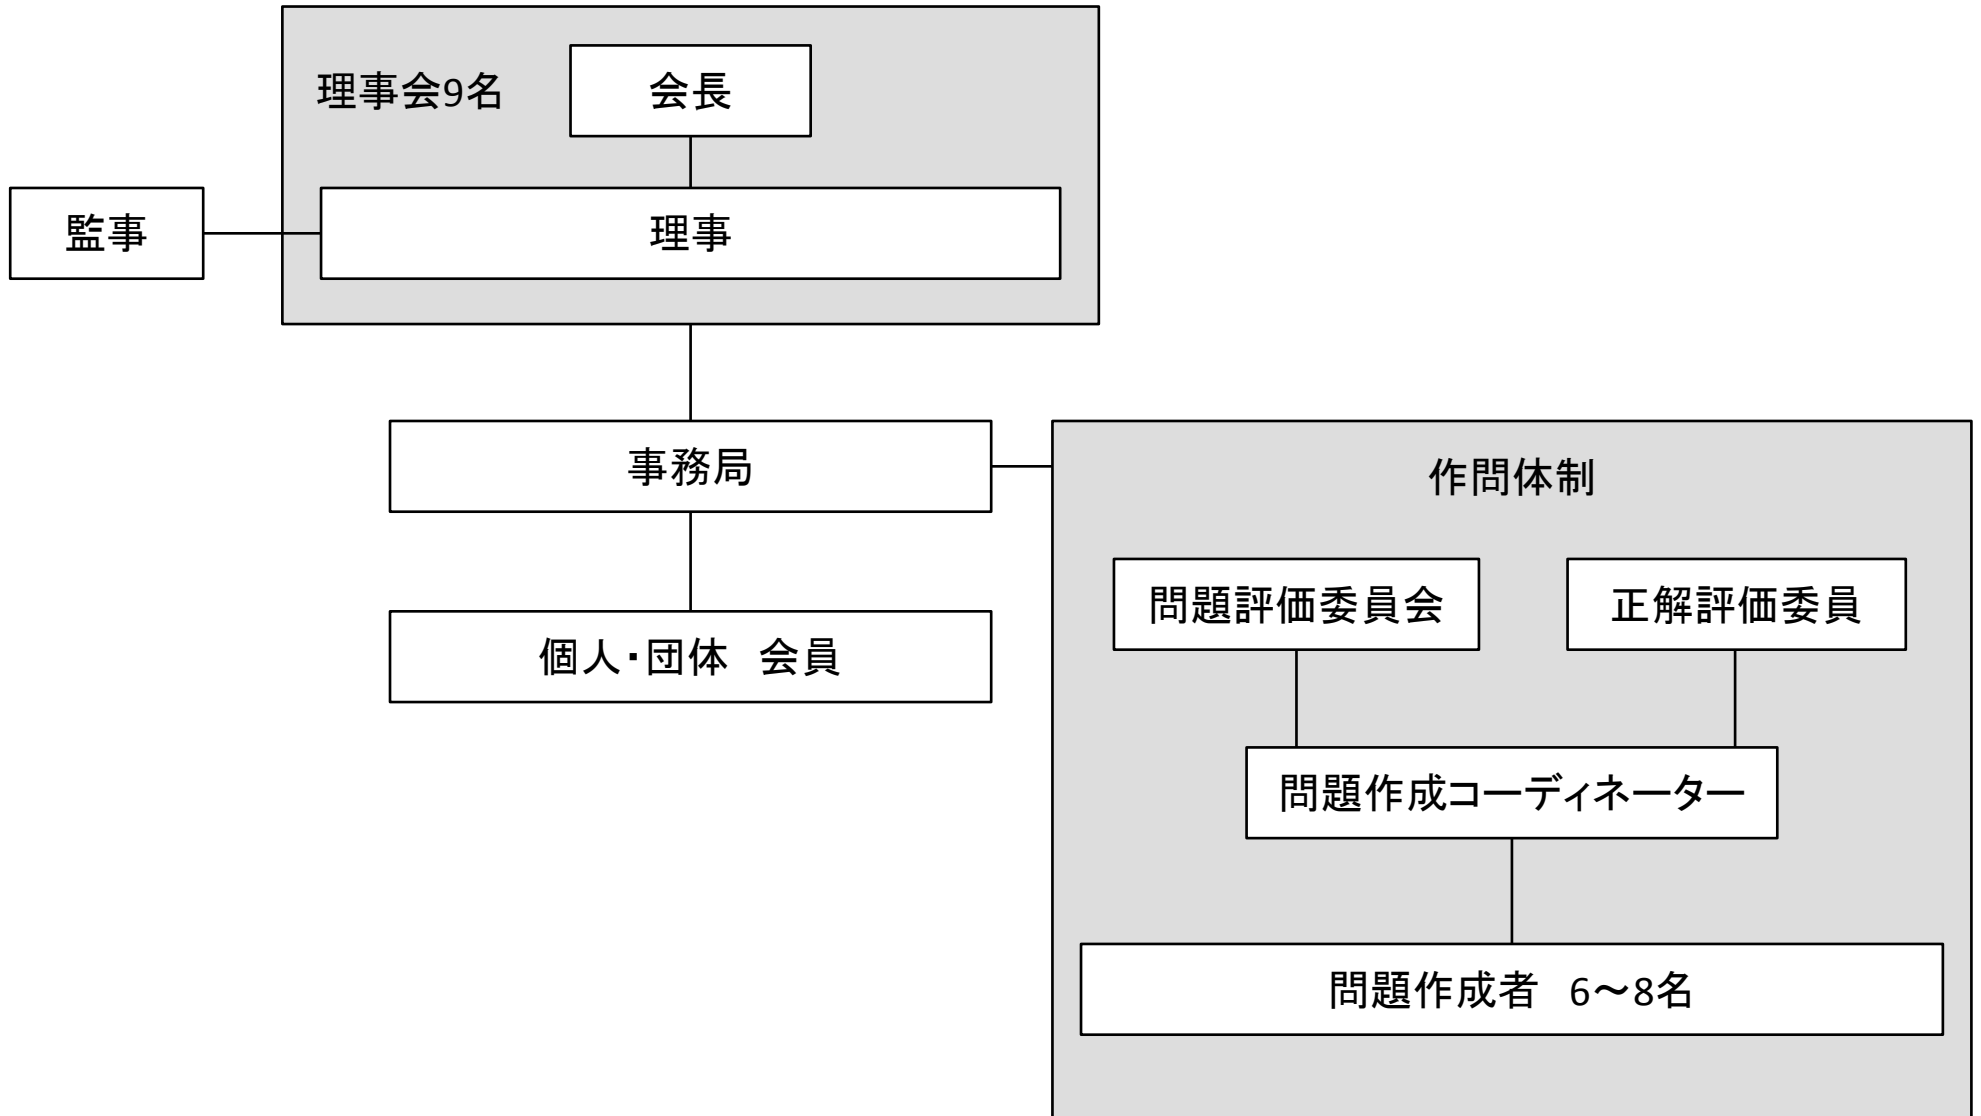 理事会9名
会長
監事
理事
事務局
作問体制
問題評価委員会
正解評価委員
個人・団体　会員
問題作成コーディネーター
問題作成者　6～8名